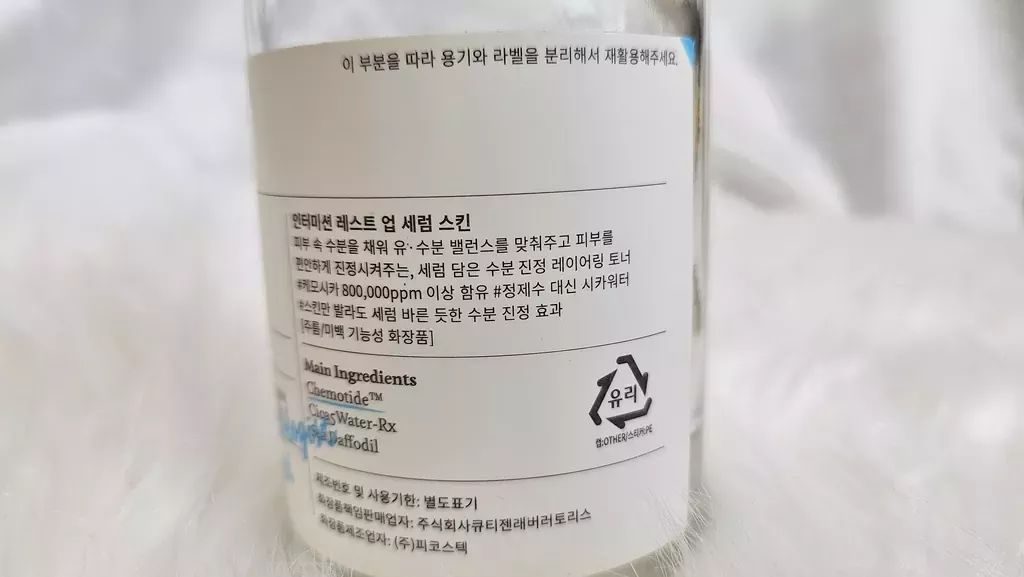 이 부분을 따라 용기와 라벨을 분리해서 재활용해주세요.
인터미션 레스트 업 세럼 스킨
피부 속 수분을 채워 유·수분 밸런스를 맞춰주고 피부를
편안하게 진정시켜주는, 세럼 담은 수분 진정 레이어링 토너
#케모시카 800,000ppm 이상 함유 #정제수 대신 시카워터
#스킨만 발라도 세럼 바른 듯한 수분 진정 효과
[주름/미백 기능성 화장품]
Main Ingredients
Chemotide™
Cica5Water-Rx
Daffodil
유리
캡:OTHER/스티커:PE
제조번호 및 사용기한: 별도표기
화장품책임판매업자: 주식회사큐티젠래버러토리스
화장품제조업자: (주)피코스텍